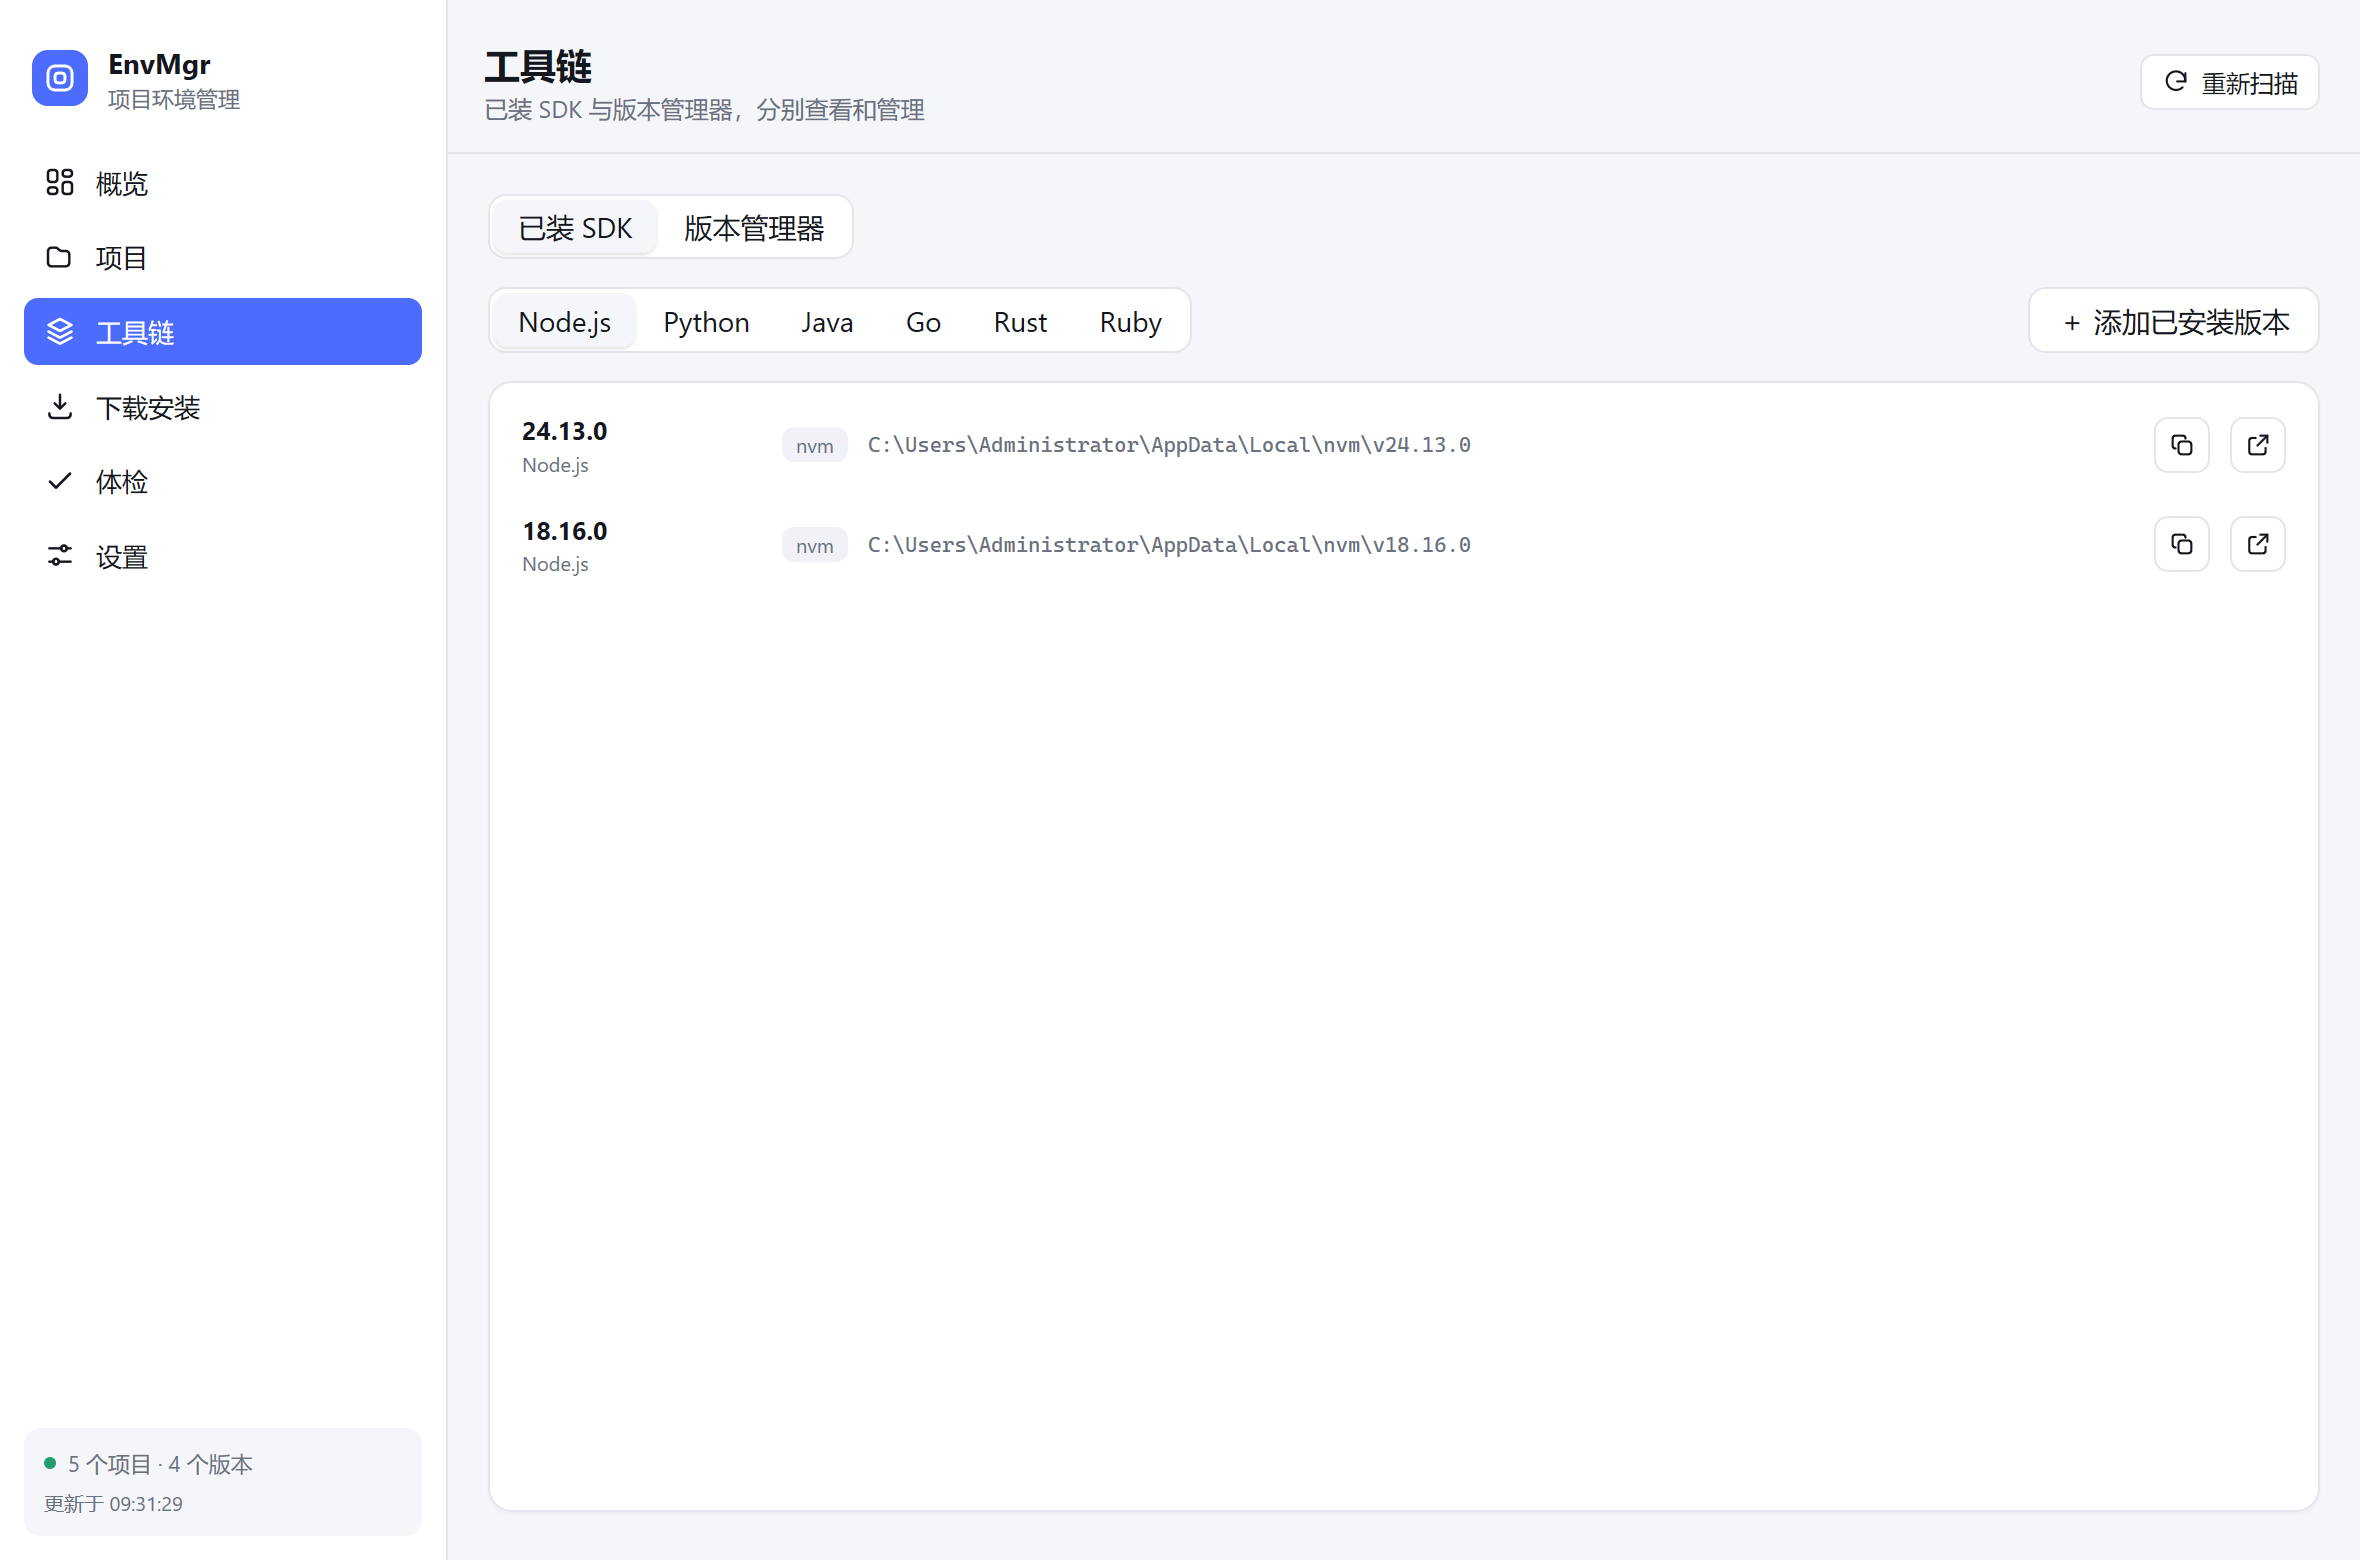 EnvMgr
项目环境管理
概览
项目
工具链
下载安装
体检
设置
5 个项目 · 4 个版本
更新于 09:31:29
工具链
已装 SDK 与版本管理器，分别查看和管理
重新扫描
已装 SDK 版本管理器
Node.js Python Java Go Rust Ruby
+ 添加已安装版本
24.13.0
Node.js
nvm C:\Users\Administrator\AppData\Local\nvm\v24.13.0
18.16.0
Node.js
nvm C:\Users\Administrator\AppData\Local\nvm\v18.16.0